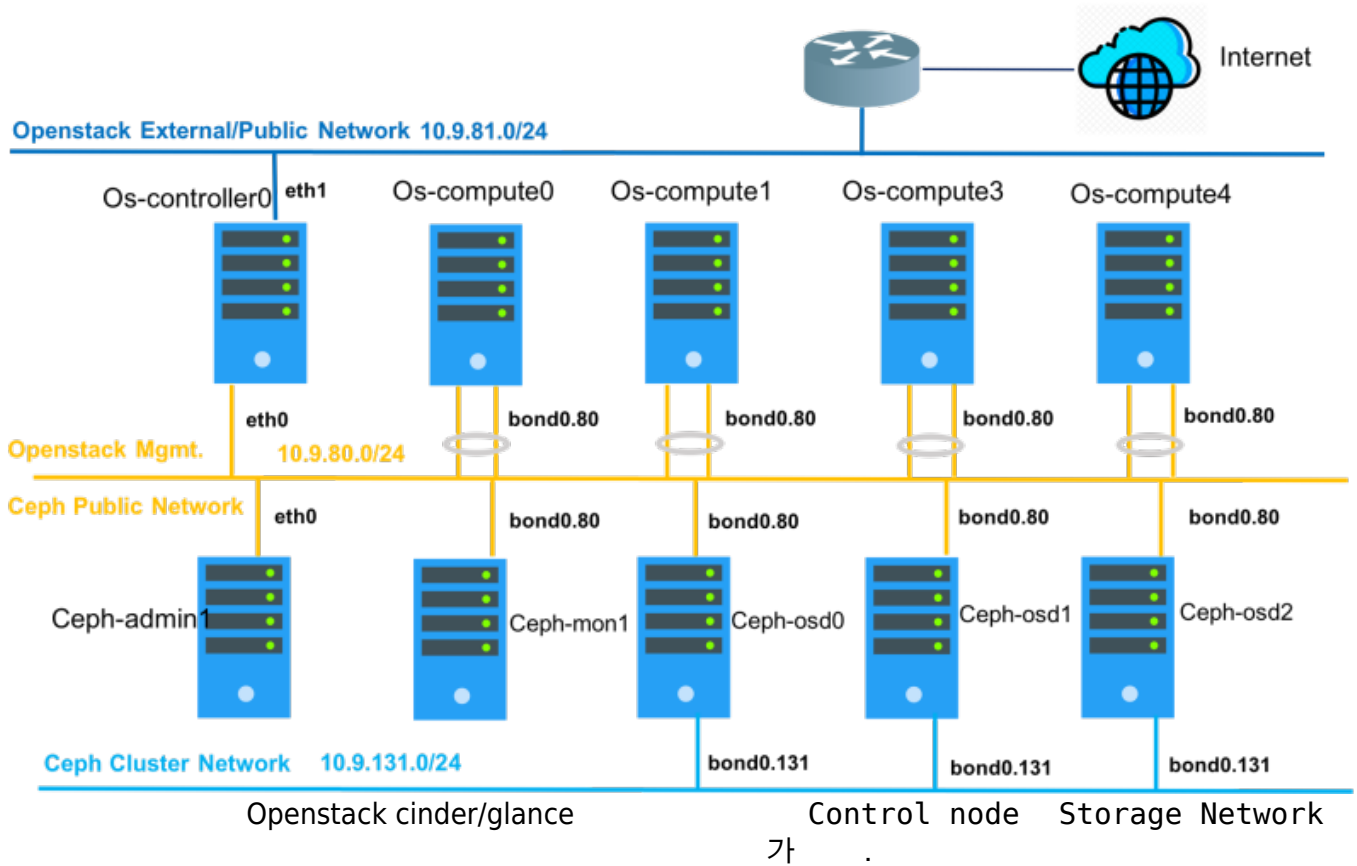 Internet
Openstack External/Public Network 10.9.81.0/24
Os-controller0 eth1 Os-compute0 Os-compute1 Os-compute3 Os-compute4
eth0 bond0.80 bond0.80 bond0.80 bond0.80
Openstack Mgmt. 10.9.80.0/24
Ceph Public Network eth0 bond0.80 bond0.80 bond0.80 bond0.80
Ceph-admin1 Ceph-mon1 Ceph-osd0 Ceph-osd1 Ceph-osd2
Ceph Cluster Network 10.9.131.0/24 bond0.131 bond0.131 bond0.131
Openstack cinder/glance Control node Storage Network
가 .